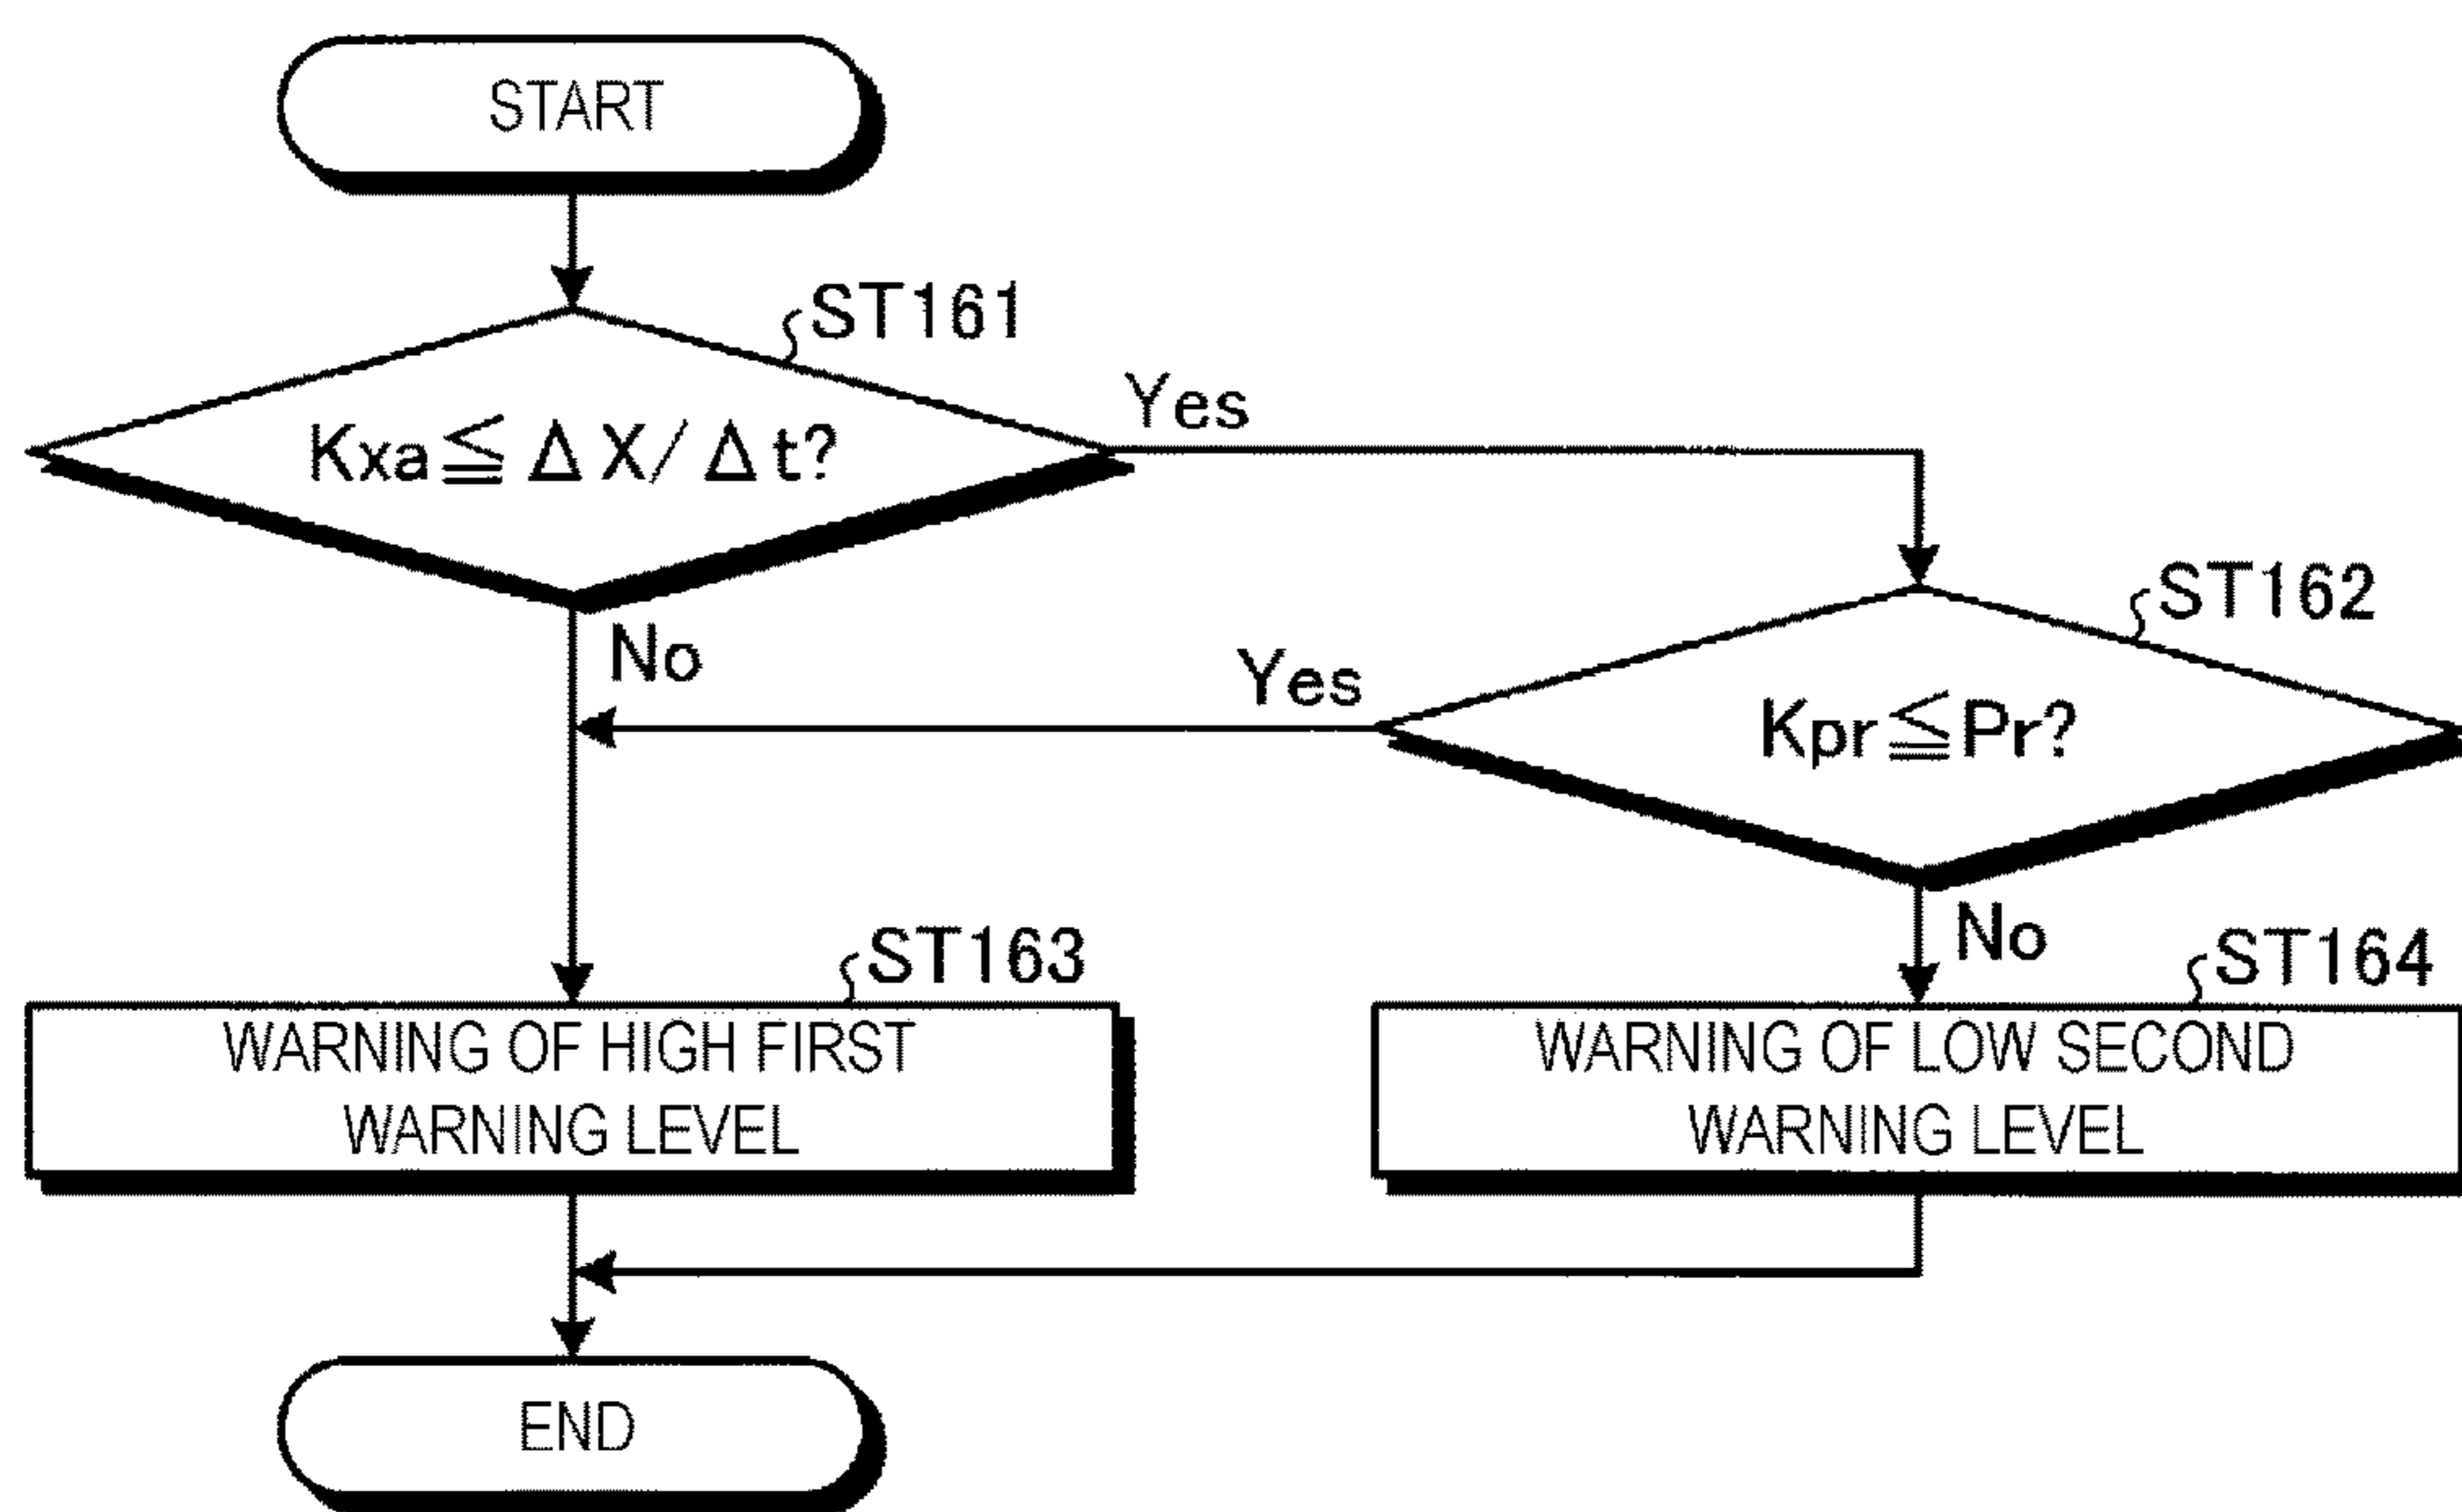 START
ST161
Kxa≦ΔX/Δt?
Yes
ST162
No
Yes
Kpr≦Pr?
No
ST163
ST164
WARNING OF HIGH FIRST
WARNING LEVEL
WARNING OF LOW SECOND
WARNING LEVEL
END